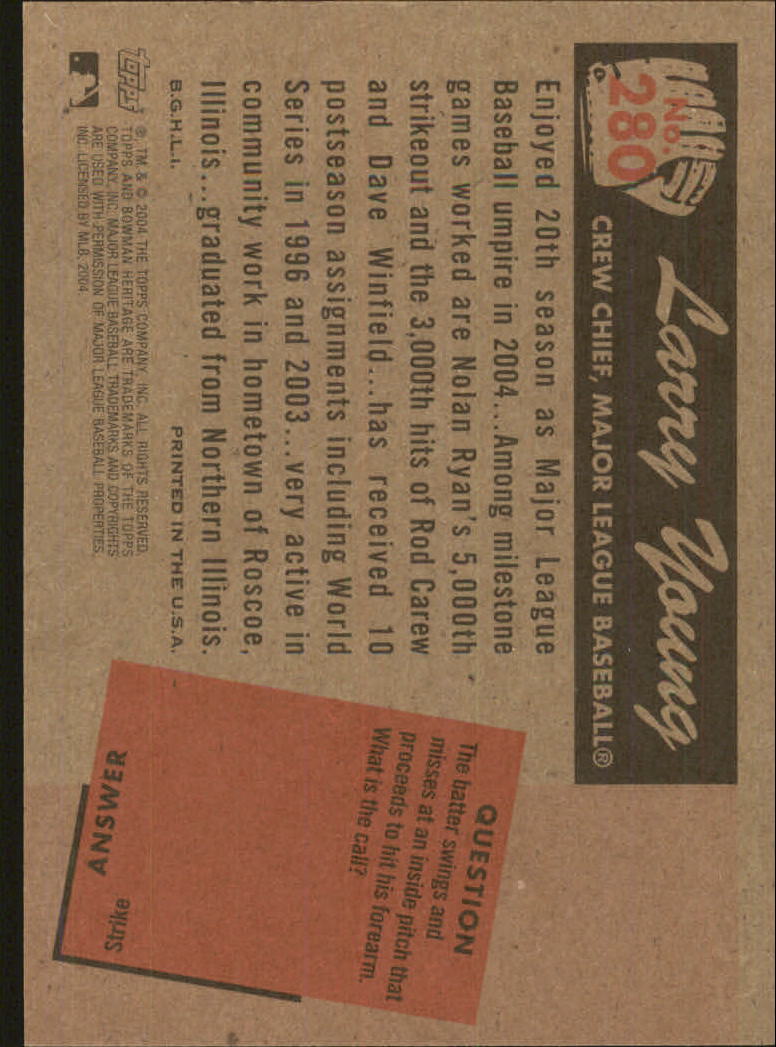 No.
280
Larry Young
CREW CHIEF, MAJOR LEAGUE BASEBALL®
Enjoyed 20th season as Major League
Baseball umpire in 2004...Among milestone
games worked are Nolan Ryan's 5,000th
strikeout and the 3,000th hits of Rod Carew
and Dave Winfield...has received 10
postseason assignments including World
Series in 1996 and 2003...very active in
community work in hometown of Roscoe,
Illinois...graduated from Northern Illinois.
B.G.H.L.I. PRINTED IN THE U.S.A.
topps
®, TM & © 2004 THE TOPPS COMPANY, INC. ALL RIGHTS RESERVED.
TOPPS AND BOWMAN HERITAGE ARE TRADEMARKS OF THE TOPPS
COMPANY, INC. MAJOR LEAGUE BASEBALL TRADEMARKS AND COPYRIGHTS
ARE USED WITH PERMISSION OF MAJOR LEAGUE BASEBALL PROPERTIES,
INC. LICENSED BY MLB, 2004.
QUESTION
The batter swings and
misses at an inside pitch that
proceeds to hit his forearm.
What is the call?
ANSWER
Strike